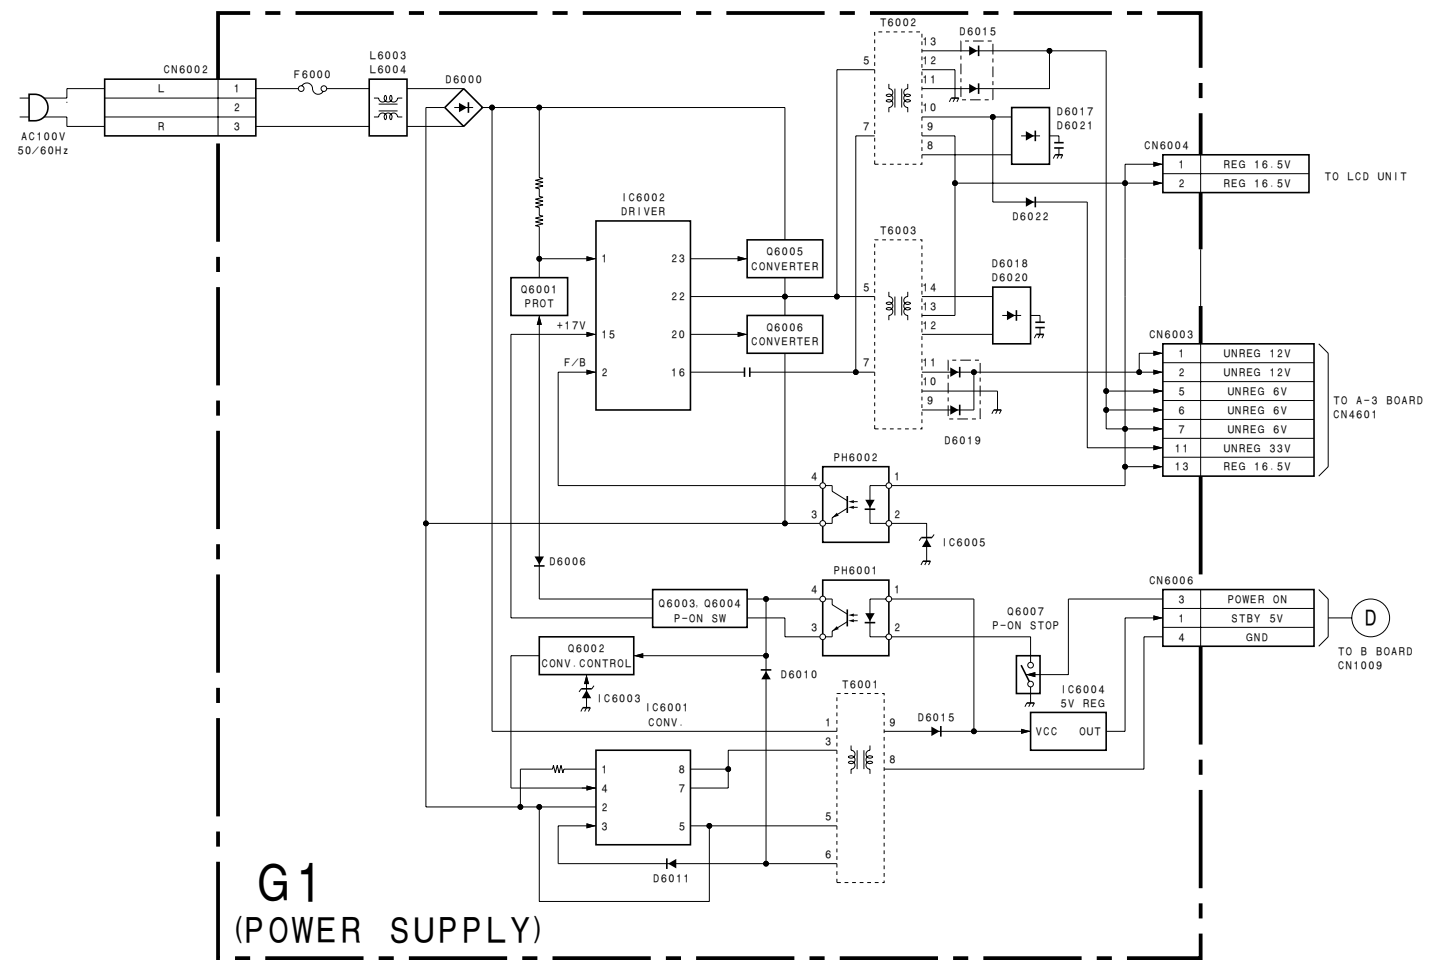 T6002
D6015
13
12
11
10
9
8
5
7
D6017
D6021
D6022
CN6002
L
1
2
R
3
AC100V
50/60Hz
F6000
L6003
L6004
D6000
CN6004
1 REG 16.5V
2 REG 16.5V
TO LCD UNIT
IC6002
DRIVER
1
15
2
23
22
20
16
Q6001
PROT
+17V
F/B
Q6005
CONVERTER
Q6006
CONVERTER
T6003
5
7
14
13
12
11
10
9
D6018
D6020
D6019
CN6003
1 UNREG 12V
2 UNREG 12V
5 UNREG 6V
6 UNREG 6V
7 UNREG 6V
11 UNREG 33V
13 REG 16.5V
TO A-3 BOARD
CN4601
PH6002
4
3
1
2
IC6005
D6006
PH6001
4
3
1
2
Q6003, Q6004
P-ON SW
Q6002
CONV.CONTROL
IC6003
D6010
Q6007
P-ON STOP
CN6006
3 POWER ON
1 STBY 5V
4 GND
D
TO B BOARD
CN1009
IC6004
5V REG
VCC OUT
T6001
1
3
5
6
9
8
D6015
IC6001
CONV.
1
4
2
3
8
7
5
D6011
G1
(POWER SUPPLY)